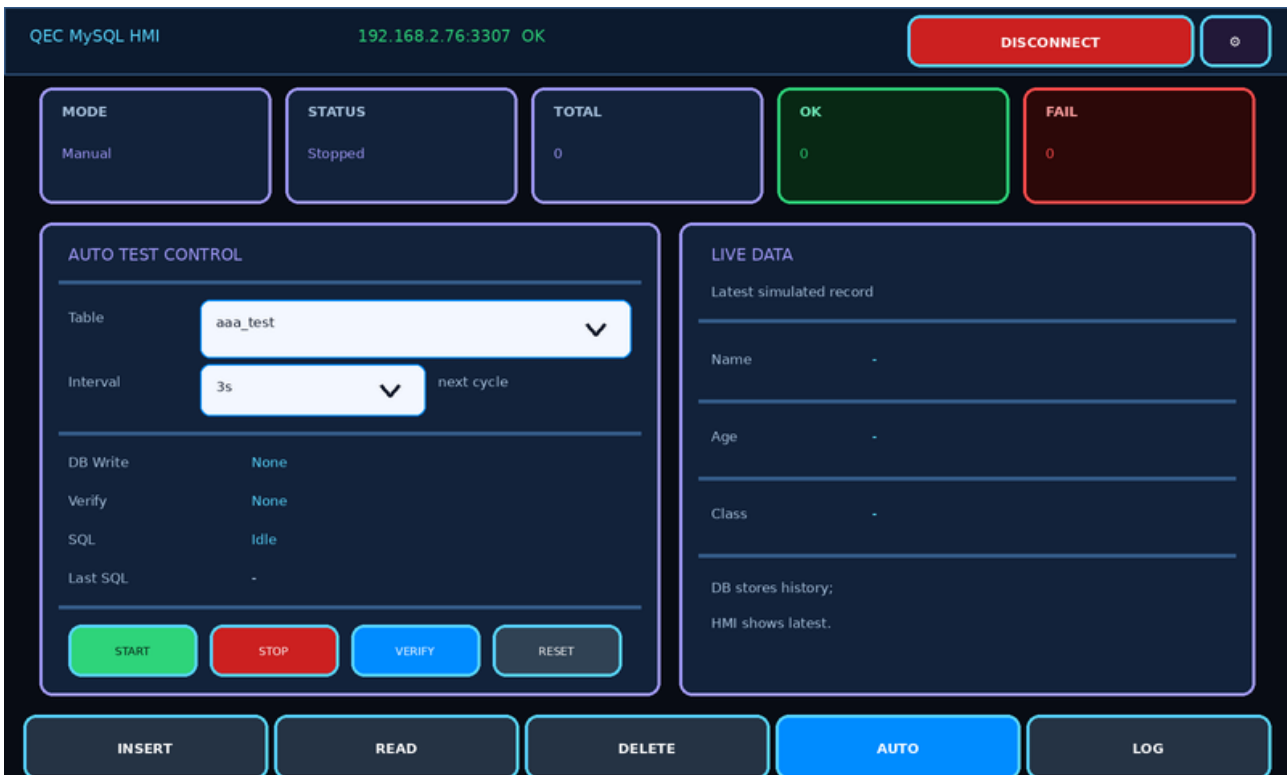 QEC MySQL HMI
192.168.2.76:3307 OK
DISCONNECT
⚙
MODE
Manual
STATUS
Stopped
TOTAL
0
OK
0
FAIL
0
AUTO TEST CONTROL
Table
aaa_test
Interval
3s
next cycle
DB Write
None
Verify
None
SQL
Idle
Last SQL
-
START
STOP
VERIFY
RESET
LIVE DATA
Latest simulated record
Name
-
Age
-
Class
-
DB stores history;
HMI shows latest.
INSERT
READ
DELETE
AUTO
LOG